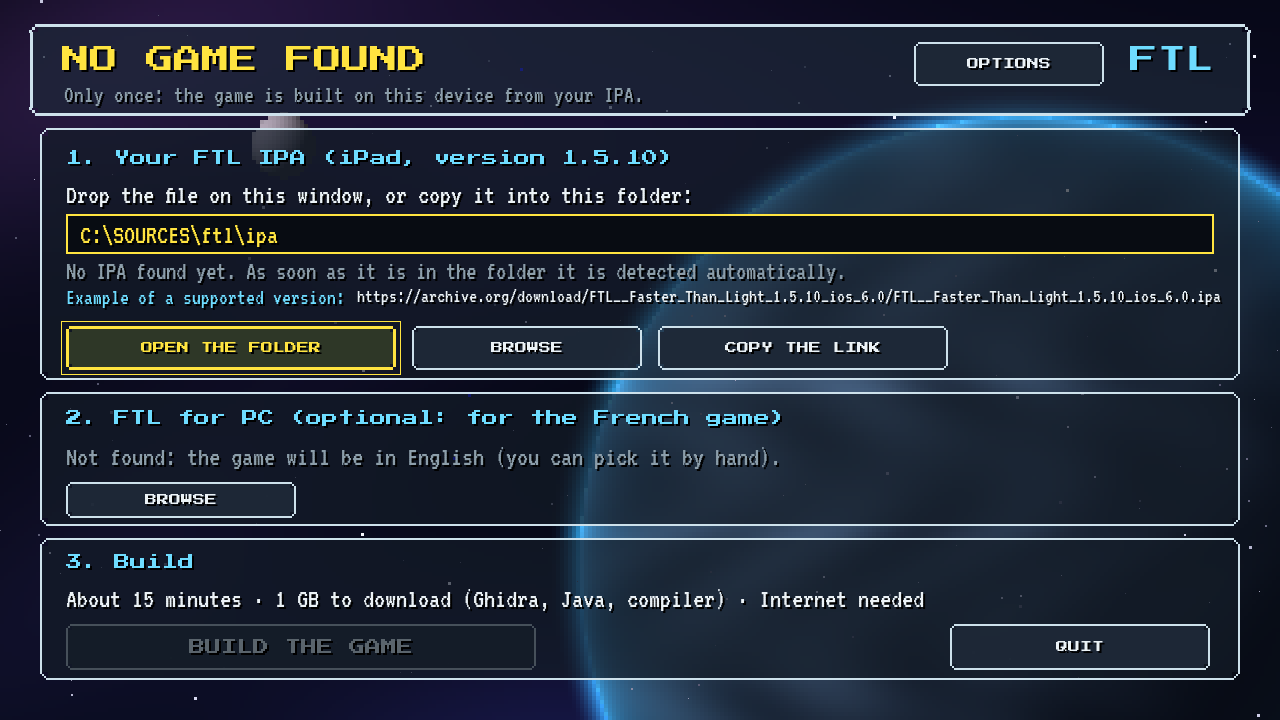 NO GAME FOUND
OPTIONS
FTL
Only once: the game is built on this device from your IPA.
1. Your FTL IPA (iPad, version 1.5.10)
Drop the file on this window, or copy it into this folder:
C:\SOURCES\ftl\ipa
No IPA found yet. As soon as it is in the folder it is detected automatically.
Example of a supported version: https://archive.org/download/FTL__Faster_Than_Light_1.5.10_ios_6.0/FTL__Faster_Than_Light_1.5.10_ios_6.0.ipa
OPEN THE FOLDER
BROWSE
COPY THE LINK
2. FTL for PC (optional: for the French game)
Not found: the game will be in English (you can pick it by hand).
BROWSE
3. Build
About 15 minutes · 1 GB to download (Ghidra, Java, compiler) · Internet needed
BUILD THE GAME
QUIT